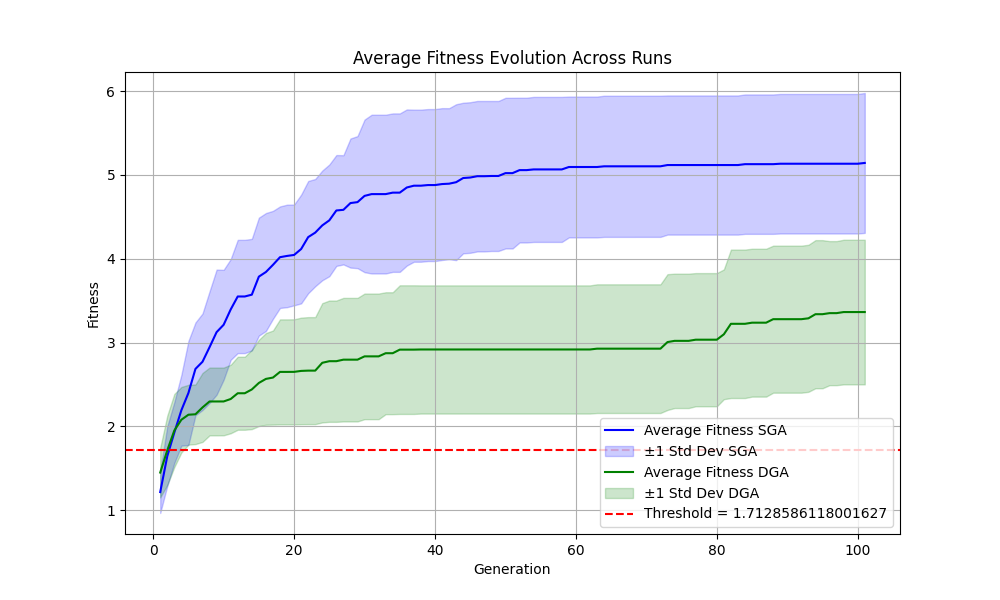 Average Fitness Evolution Across Runs
Fitness
6
5
4
3
2
1
0
20
40
60
80
100
Generation
Average Fitness SGA
±1 Std Dev SGA
Average Fitness DGA
±1 Std Dev DGA
Threshold = 1.7128586118001627